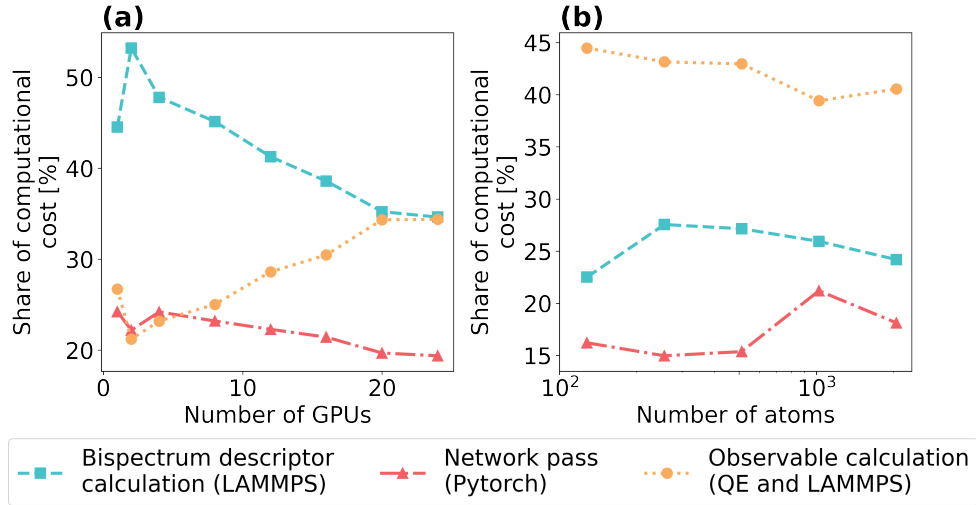 (a)
Share of computational
cost [%]
50
40
30
20
0
10
20
Number of GPUs
(b)
Share of computational
cost [%]
45
40
35
30
25
20
15
10²
10³
Number of atoms
Bispectrum descriptor
calculation (LAMMPS)
Network pass
(Pytorch)
Observable calculation
(QE and LAMMPS)